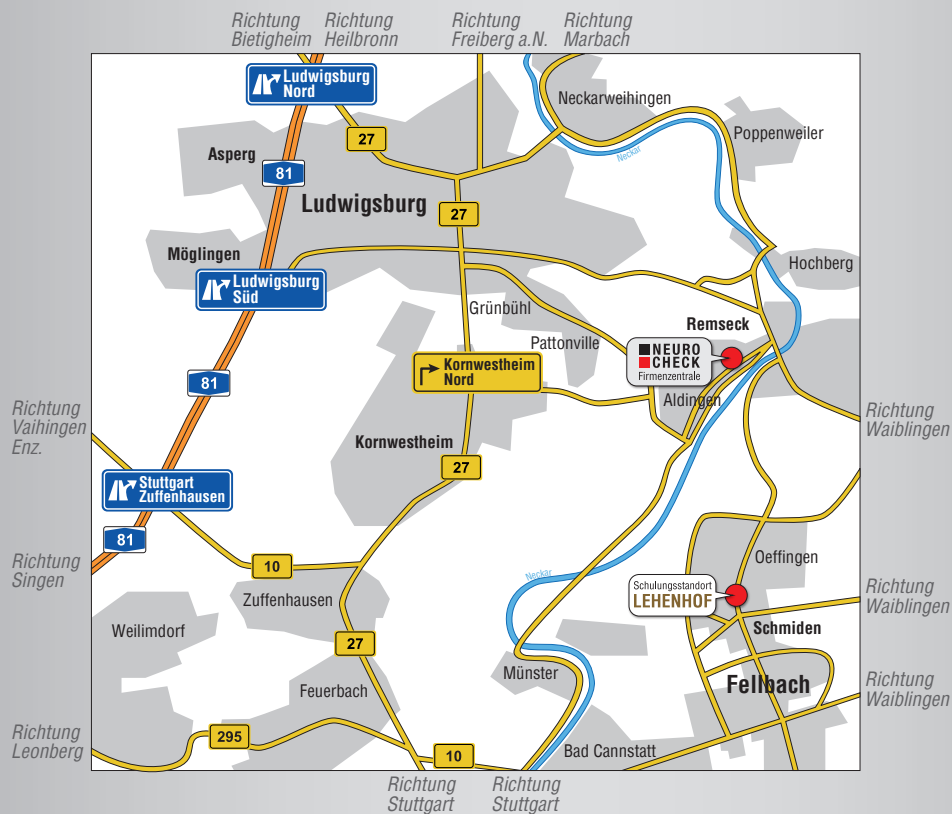 Richtung
Bietigheim
Richtung
Heilbronn
Richtung
Freiberg a.N.
Richtung
Marbach
Ludwigsburg
Nord
Neckarweihingen
Poppenweiler
27
Asperg
81
Neckar
Ludwigsburg
27
Möglingen
Hochberg
Ludwigsburg
Süd
Grünbühl
Remseck
Pattonville
NEURO
CHECK
Firmenzentrale
Kornwestheim
Nord
81
Aldingen
Richtung
Vaihingen
Enz.
Richtung
Waiblingen
Kornwestheim
27
Stuttgart
Zuffenhausen
81
Richtung
Singen
10
Oeffingen
Neckar
Zuffenhausen
Schulungsstandort
LEHENHOF
Richtung
Waiblingen
Weilimdorf
Schmiden
27
Münster
Feuerbach
Fellbach
Richtung
Waiblingen
Richtung
Leonberg
295
10
Bad Cannstatt
Richtung
Stuttgart
Richtung
Stuttgart